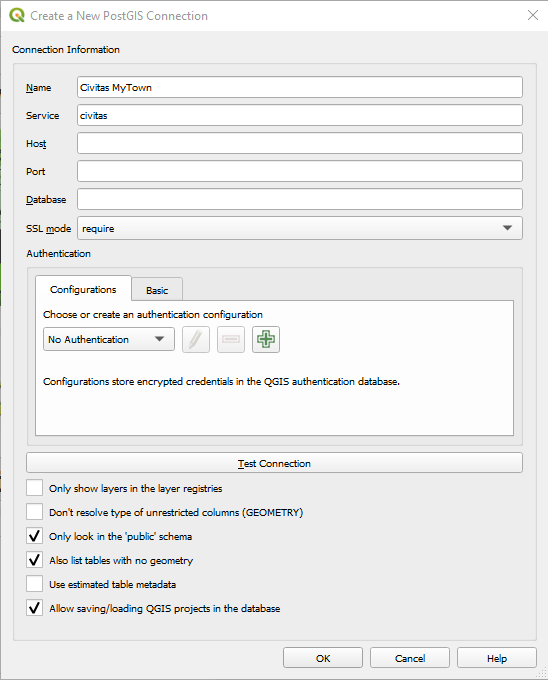 Create a New PostGIS Connection
Connection Information
Name Civitas MyTown
Service civitas
Host
Port
Database
SSL mode require
Authentication
Configurations Basic
Choose or create an authentication configuration
No Authentication
Configurations store encrypted credentials in the QGIS authentication database.
Test Connection
Only show layers in the layer registries
Don't resolve type of unrestricted columns (GEOMETRY)
Only look in the 'public' schema
Also list tables with no geometry
Use estimated table metadata
Allow saving/loading QGIS projects in the database
OK Cancel Help